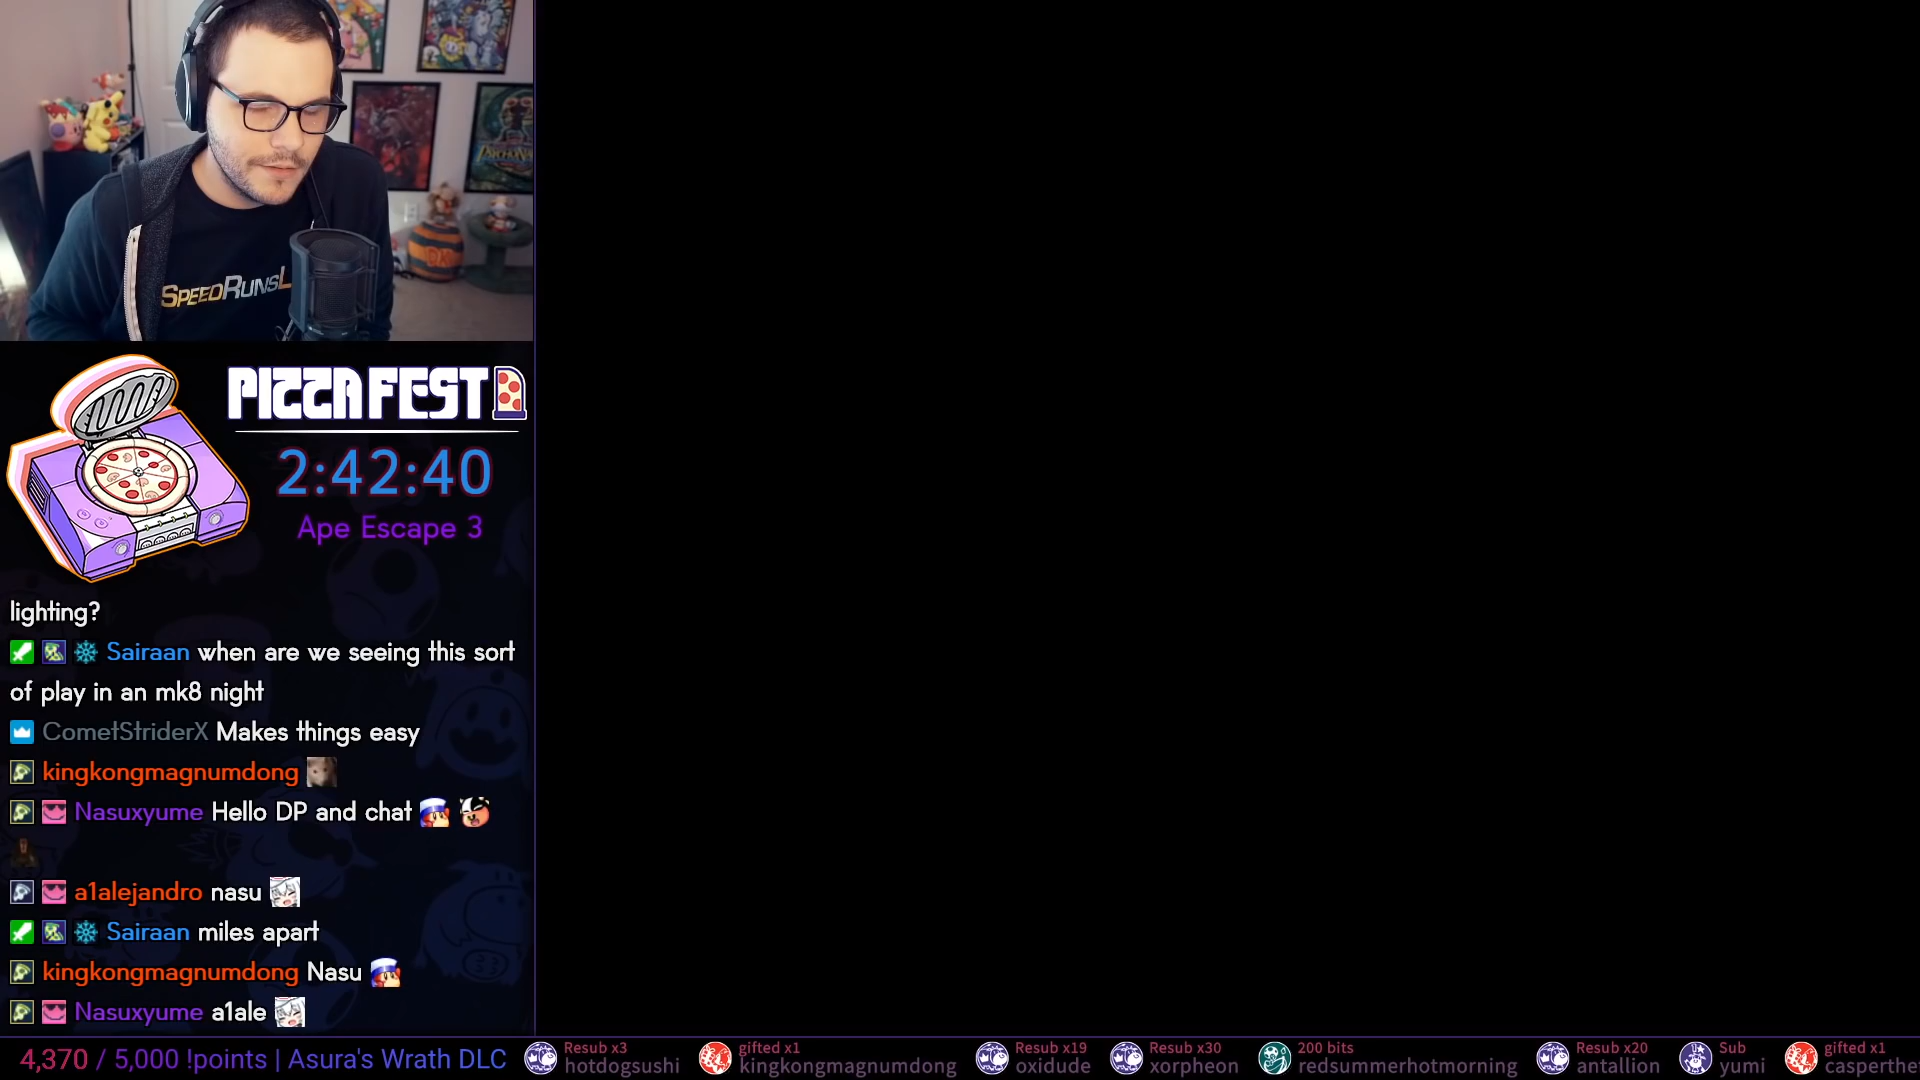 SPEEDRUNSL
PIZZA FEST
2:42:40
Ape Escape 3
lighting?
Sairaan when are we seeing this sort
of play in an mk8 night
CometStriderX Makes things easy
kingkongmagnumdong
Nasuxyume Hello DP and chat
a1alejandro nasu
Sairaan miles apart
kingkongmagnumdong Nasu
Nasuxyume a1ale
4,370 / 5,000 !points | Asura's Wrath DLC
Resub x3
hotdogsushi
gifted x1
kingkongmagnumdong
Resub x19
oxidude
Resub x30
xorpheon
200 bits
redsummerhotmorning
Resub x20
antallion
Sub
yumi
gifted x1
casperthe